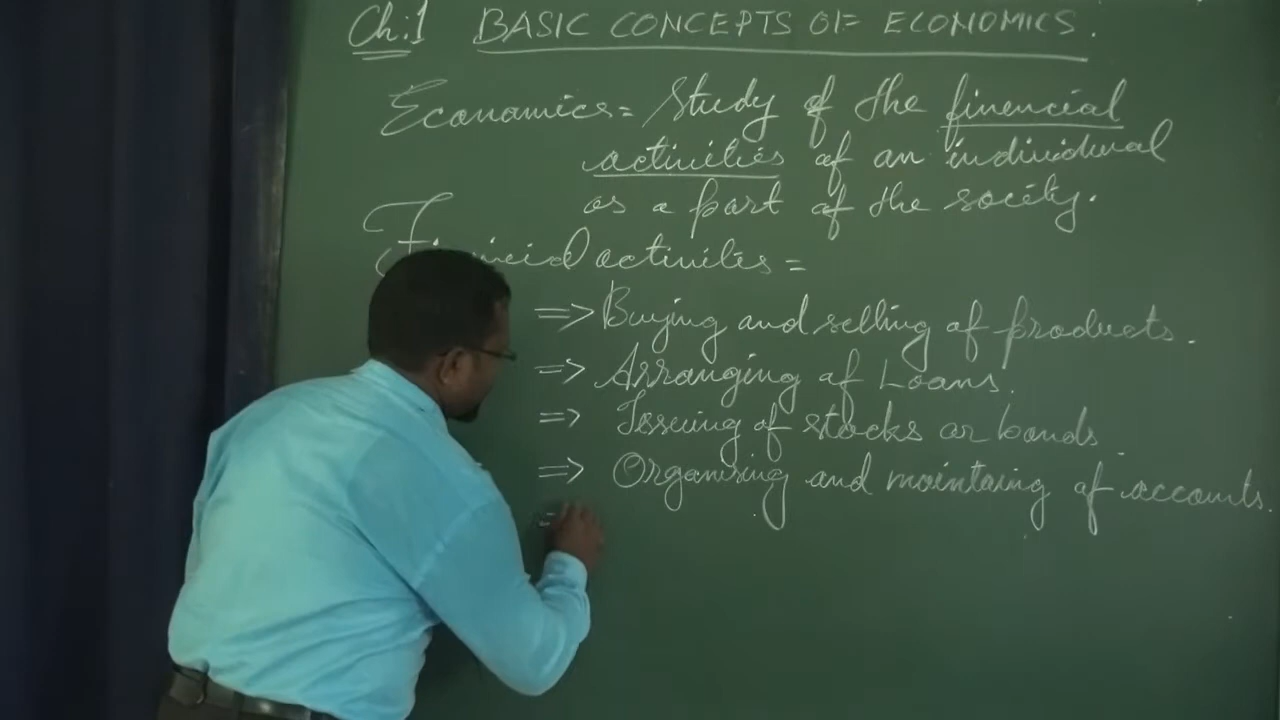 Ch:1 BASIC CONCEPTS OF ECONOMICS.
Economics = Study of the financial
activities of an individual
as a part of the society.
activities =
=> Buying and selling of products.
=> Arranging of Loans.
=> Issuing of stocks or bonds
=> Organising and maintaing of accounts.